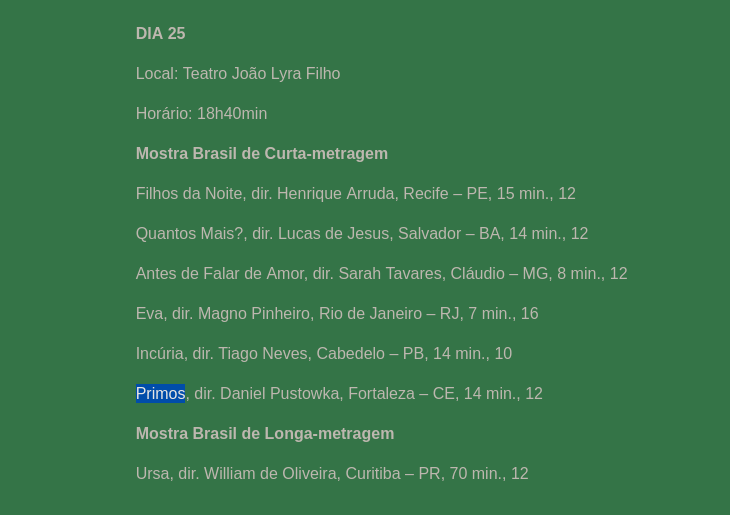 DIA 25
Local: Teatro João Lyra Filho
Horário: 18h40min
Mostra Brasil de Curta-metragem
Filhos da Noite, dir. Henrique Arruda, Recife – PE, 15 min., 12
Quantos Mais?, dir. Lucas de Jesus, Salvador – BA, 14 min., 12
Antes de Falar de Amor, dir. Sarah Tavares, Cláudio – MG, 8 min., 12
Eva, dir. Magno Pinheiro, Rio de Janeiro – RJ, 7 min., 16
Incúria, dir. Tiago Neves, Cabedelo – PB, 14 min., 10
Primos, dir. Daniel Pustowka, Fortaleza – CE, 14 min., 12
Mostra Brasil de Longa-metragem
Ursa, dir. William de Oliveira, Curitiba – PR, 70 min., 12